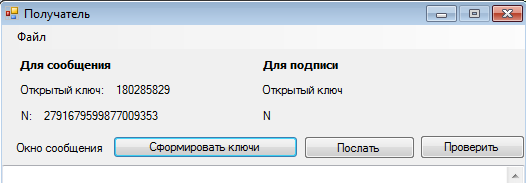 Получатель
Файл
Для сообщения Для подписи
Открытый ключ: 180285829 Открытый ключ
N: 2791679599877009353 N
Окно сообщения Сформировать ключи Послать Проверить